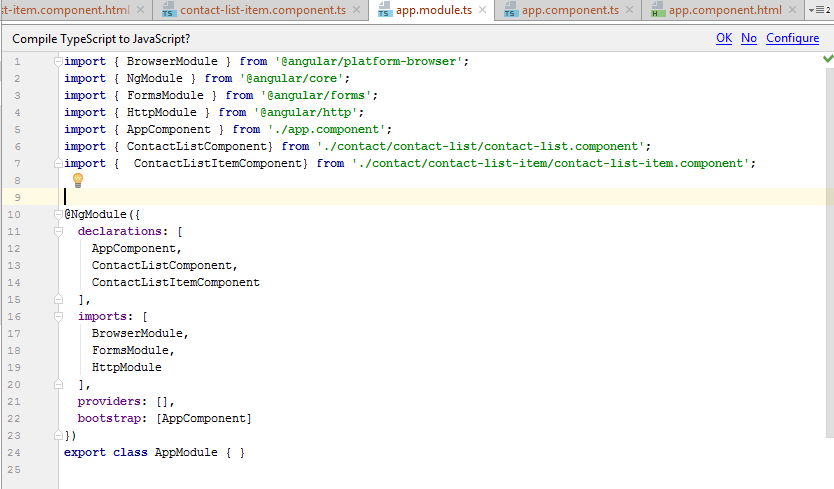 st-item.component.html contact-list-item.component.ts app.module.ts app.component.ts app.component.html 2
Compile TypeScript to JavaScript? OK No Configure
1 import { BrowserModule } from '@angular/platform-browser';
2 import { NgModule } from '@angular/core';
3 import { FormsModule } from '@angular/forms';
4 import { HttpModule } from '@angular/http';
5 import { AppComponent } from './app.component';
6 import { ContactListComponent} from './contact/contact-list/contact-list.component';
7 import {  ContactListItemComponent} from './contact/contact-list-item/contact-list-item.component';
8
9
10 @NgModule({
11   declarations: [
12     AppComponent,
13     ContactListComponent,
14     ContactListItemComponent
15   ],
16   imports: [
17     BrowserModule,
18     FormsModule,
19     HttpModule
20   ],
21   providers: [],
22   bootstrap: [AppComponent]
23 })
24 export class AppModule { }
25